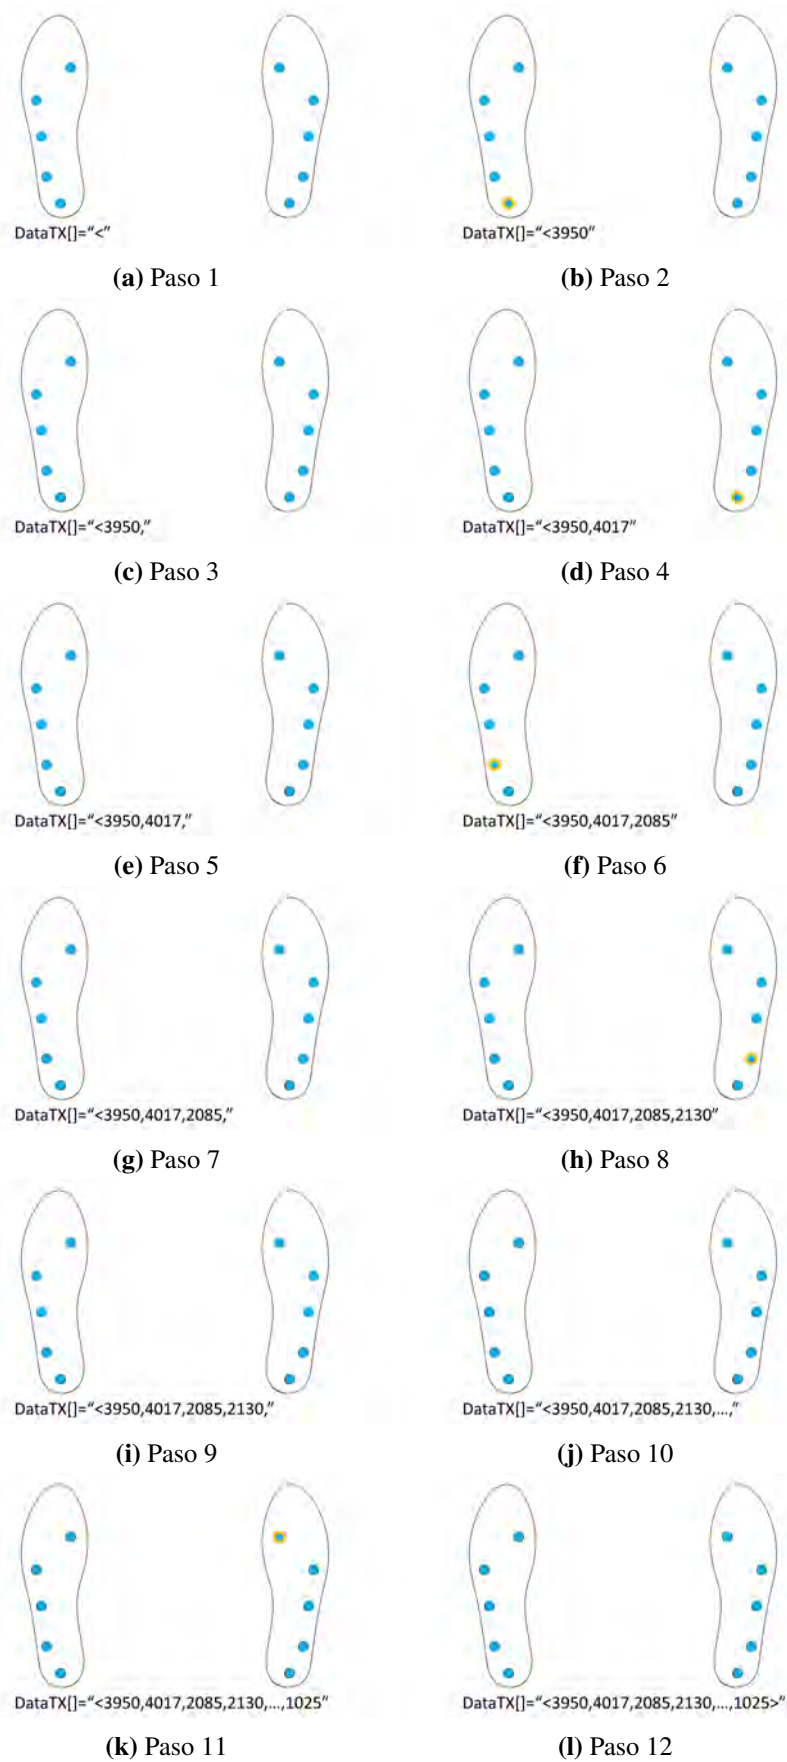 DataTX[]=“<”
DataTX[]=“<3950”
(a) Paso 1
(b) Paso 2
DataTX[]=“<3950,”
DataTX[]=“<3950,4017”
(c) Paso 3
(d) Paso 4
DataTX[]=“<3950,4017,”
DataTX[]=“<3950,4017,2085”
(e) Paso 5
(f) Paso 6
DataTX[]=“<3950,4017,2085,”
DataTX[]=“<3950,4017,2085,2130”
(g) Paso 7
(h) Paso 8
DataTX[]=“<3950,4017,2085,2130,”
DataTX[]=“<3950,4017,2085,2130,...,”
(i) Paso 9
(j) Paso 10
DataTX[]=“<3950,4017,2085,2130,...,1025”
DataTX[]=“<3950,4017,2085,2130,...,1025>”
(k) Paso 11
(l) Paso 12